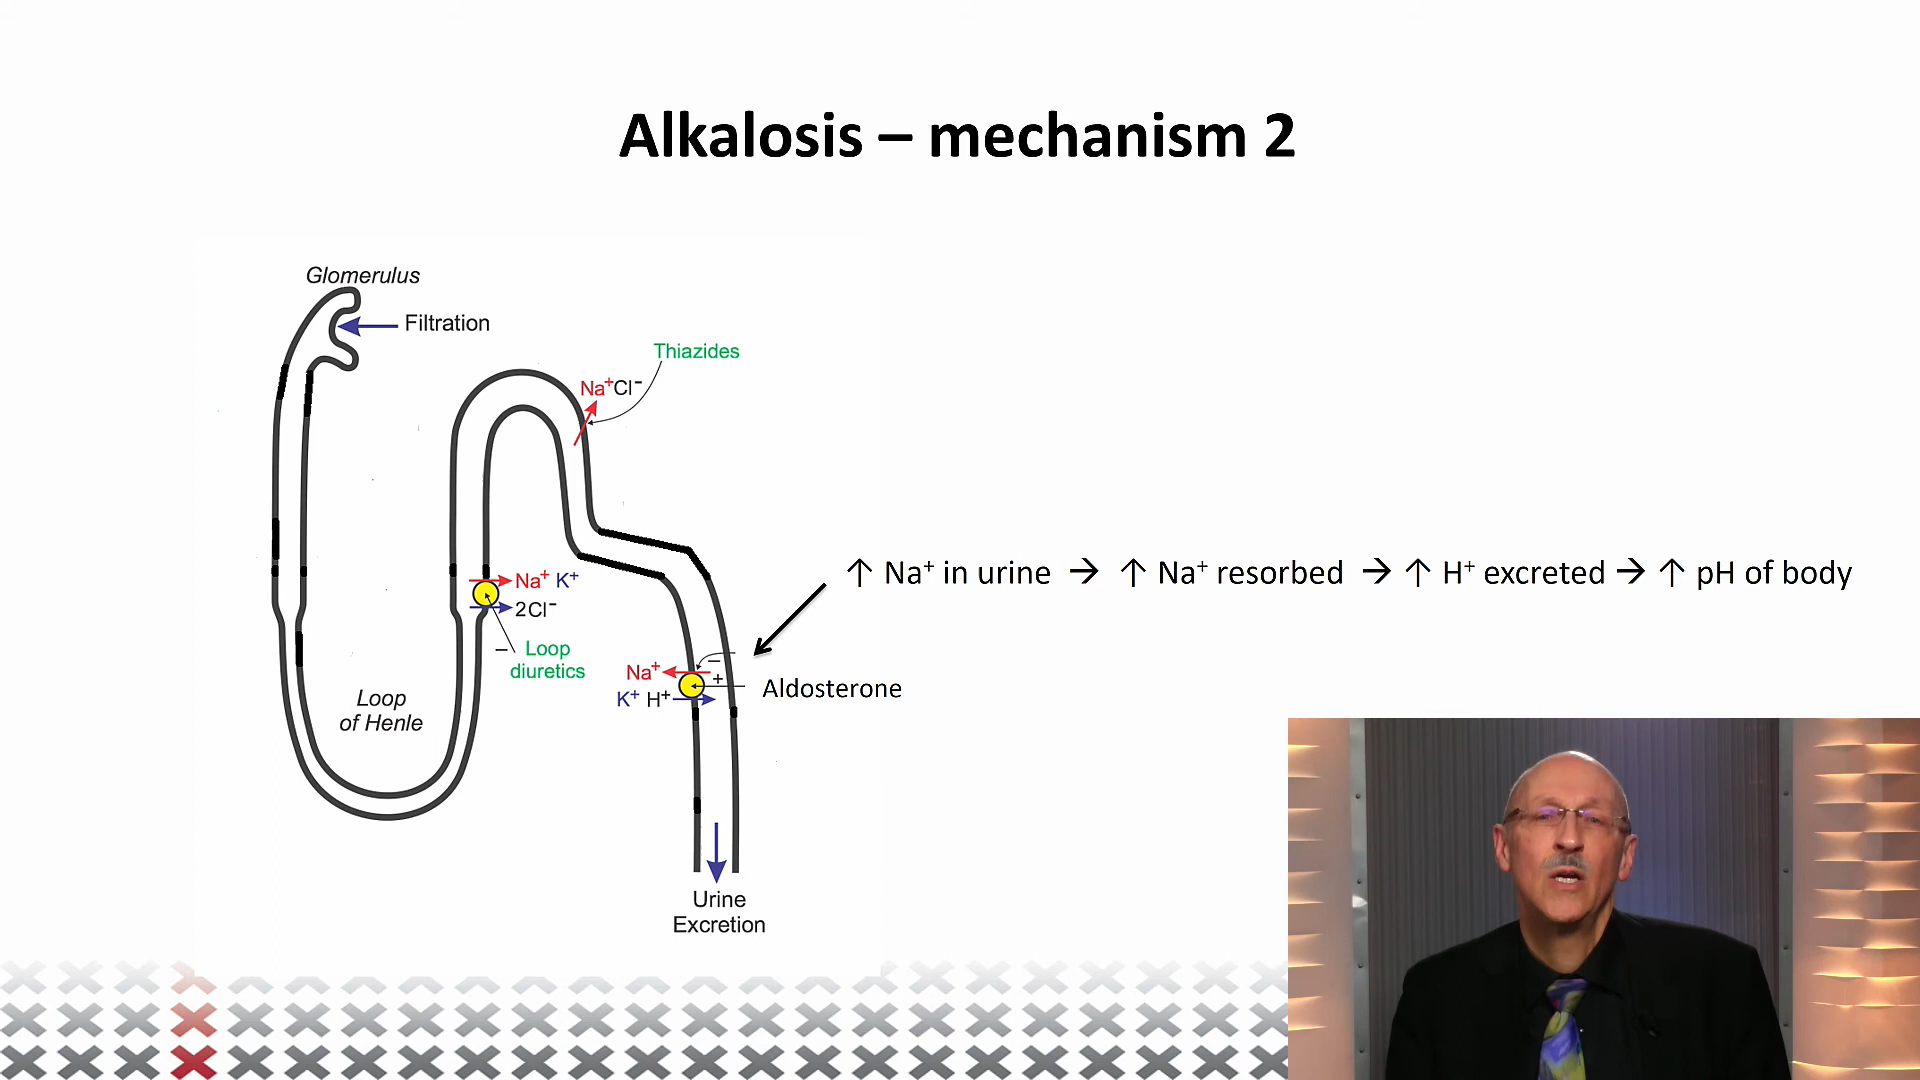 Alkalosis – mechanism 2
Glomerulus
Filtration
Thiazides
Na⁺Cl⁻
↑ Na⁺ in urine → ↑ Na⁺ resorbed → ↑ H⁺ excreted → ↑ pH of body
Na⁺ K⁺
2Cl⁻
– Loop
diuretics
Na⁺
–
+
K⁺ H⁺
Aldosterone
Loop
of Henle
Urine
Excretion